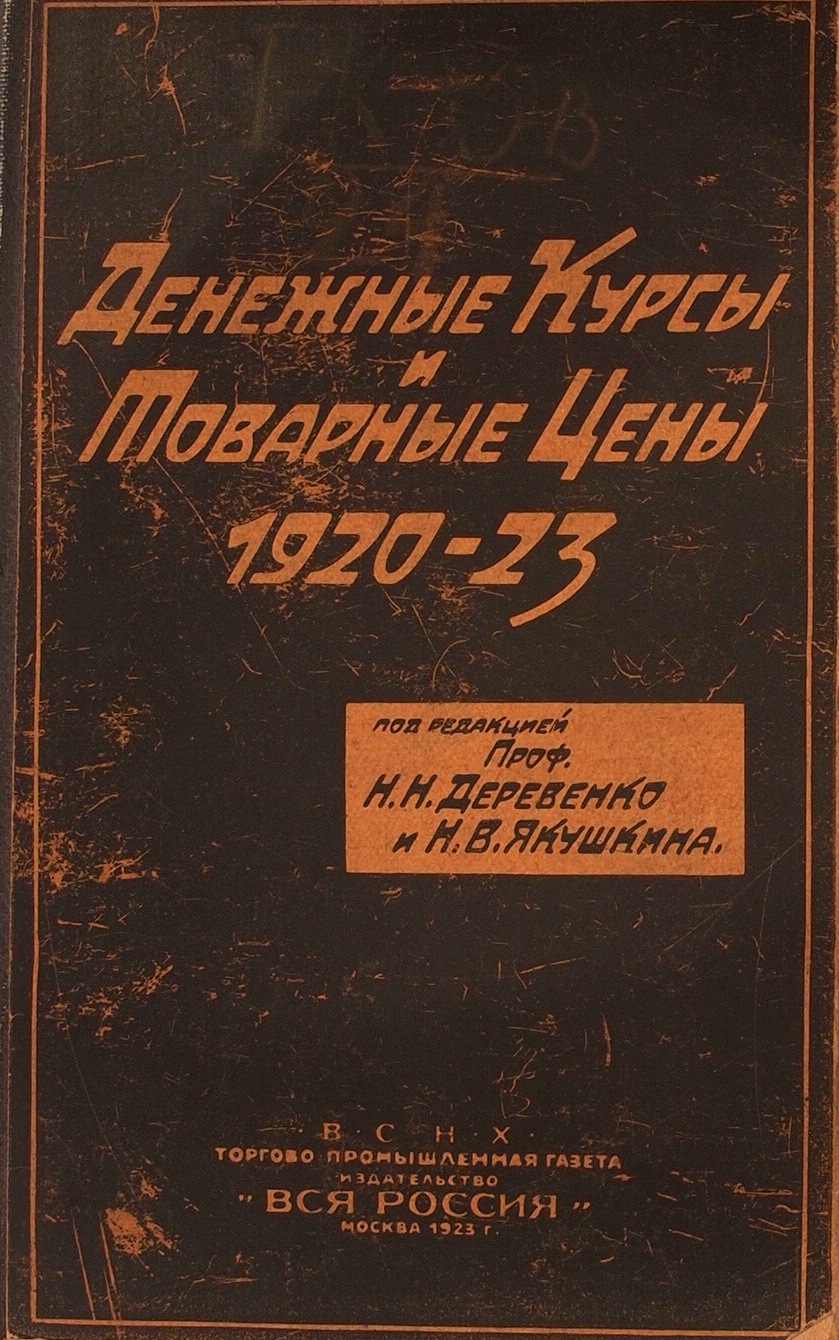 Денежные Курсы
и
Товарные Цены
1920-23
под редакцией
Проф.
Н.Н. Деревенко
и Н.В. Якушкина.
В·С·Н·Х·
ТОРГОВО ПРОМЫШЛЕННАЯ ГАЗЕТА
ИЗДАТЕЛЬСТВО
"ВСЯ РОССИЯ"
МОСКВА 1923 г.